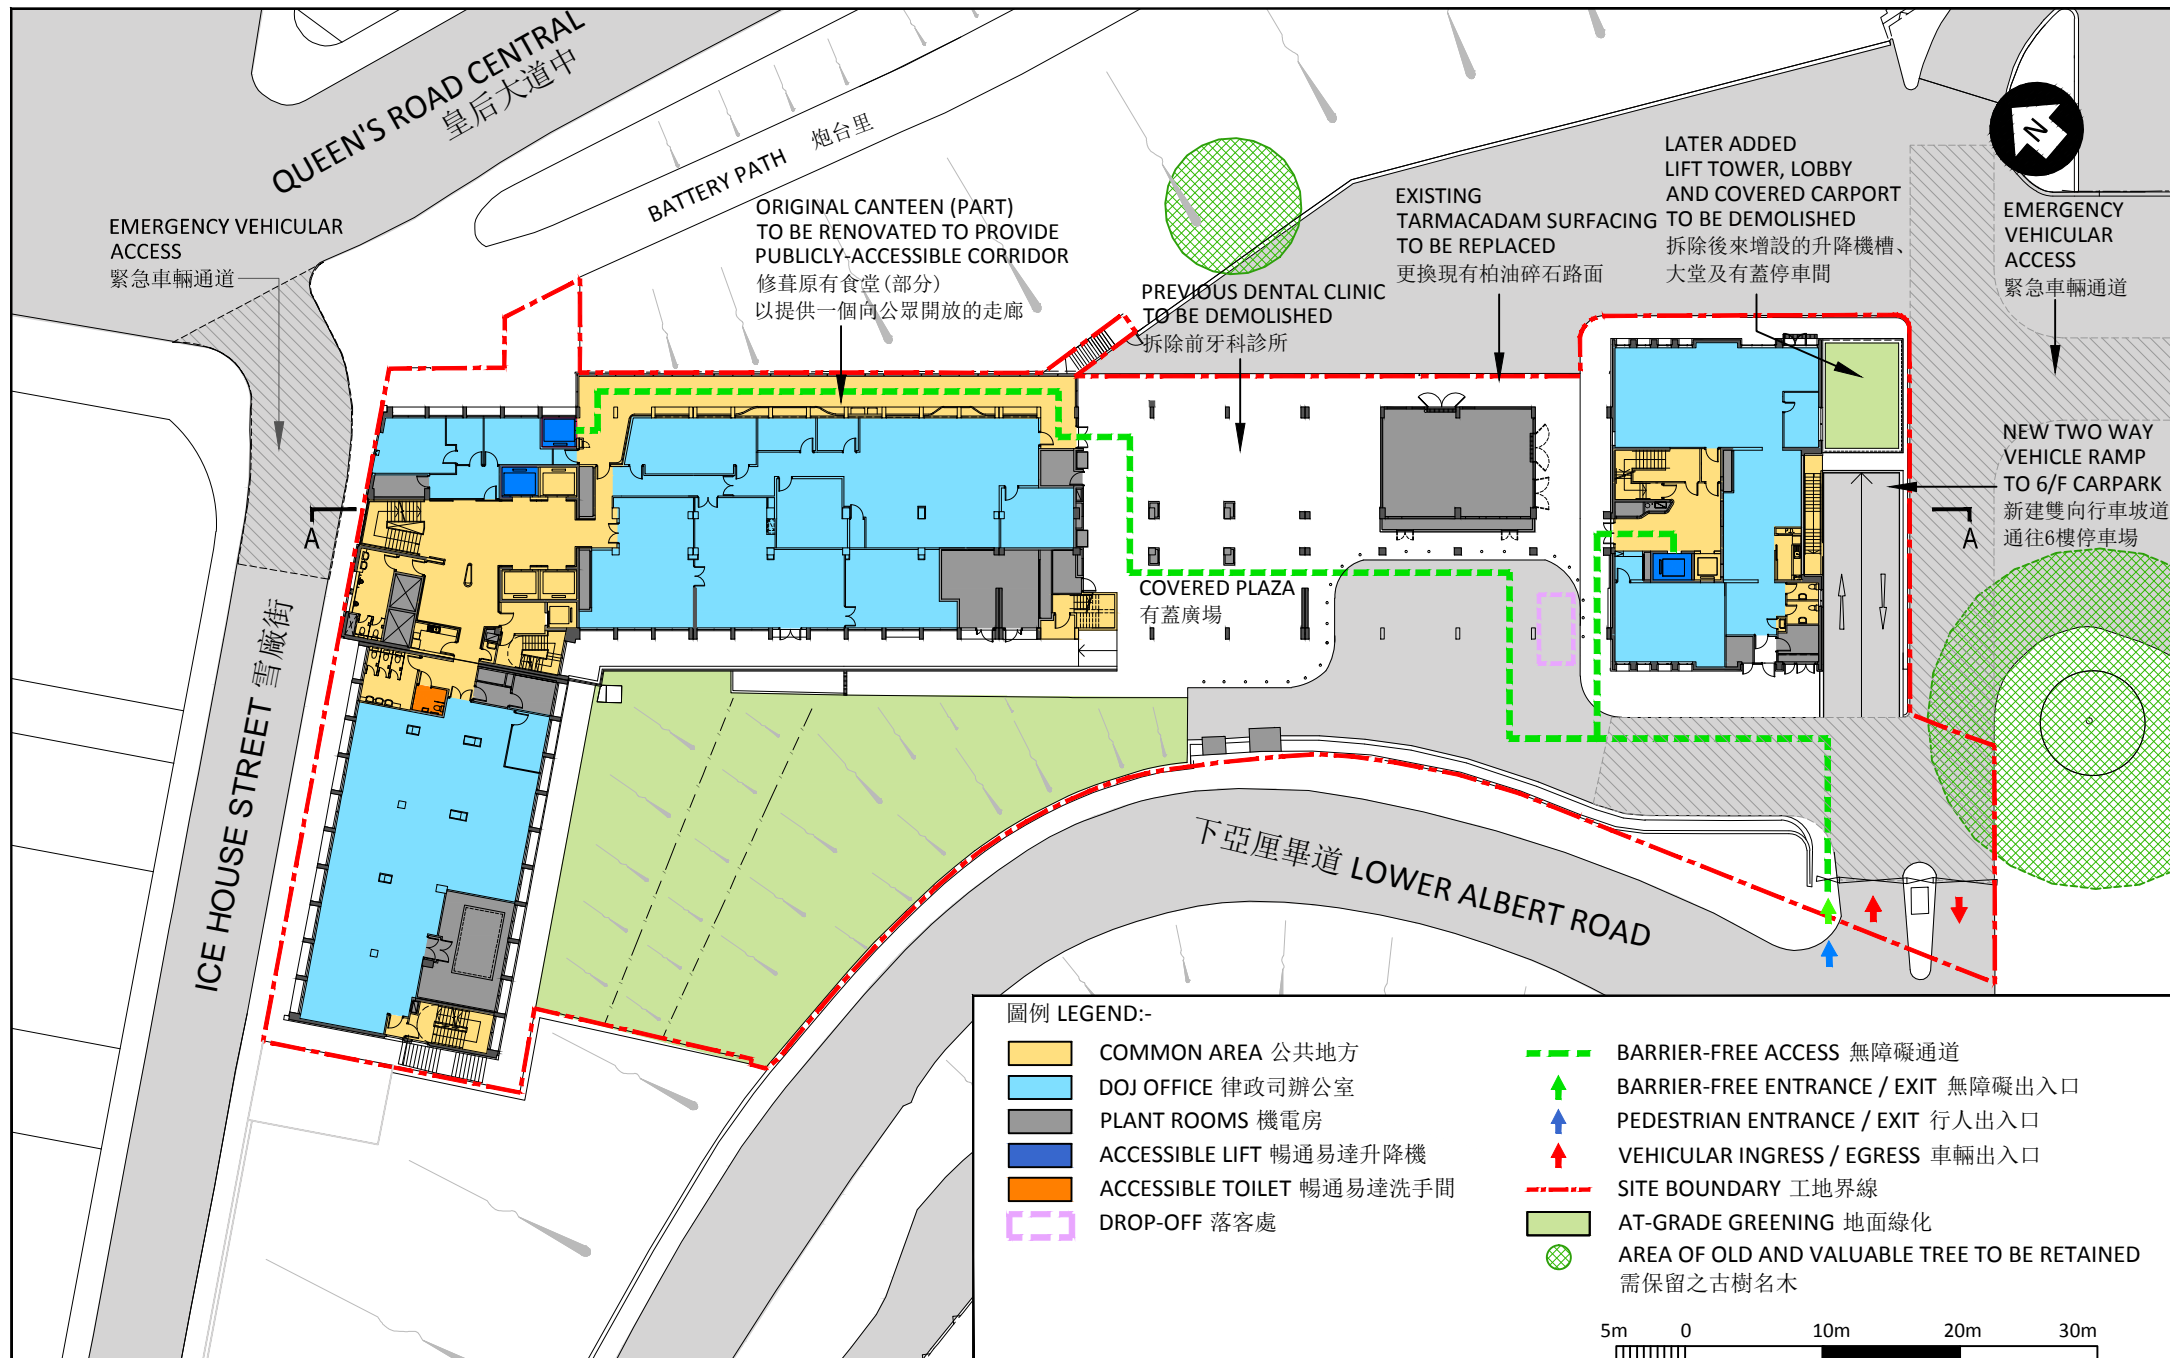 QUEEN'S ROAD CENTRAL
皇后大道中
BATTERY PATH 炮台里
EMERGENCY VEHICULAR
ACCESS
緊急車輛通道
ORIGINAL CANTEEN (PART)
TO BE RENOVATED TO PROVIDE
PUBLICLY-ACCESSIBLE CORRIDOR
修葺原有食堂(部分)
以提供一個向公眾開放的走廊
PREVIOUS DENTAL CLINIC
TO BE DEMOLISHED
拆除前牙科診所
EXISTING
TARMACADAM SURFACING
TO BE REPLACED
更換現有柏油碎石路面
LATER ADDED
LIFT TOWER, LOBBY
AND COVERED CARPORT
TO BE DEMOLISHED
拆除後來增設的升降機槽、
大堂及有蓋停車間
N
EMERGENCY
VEHICULAR
ACCESS
緊急車輛通道
NEW TWO WAY
VEHICLE RAMP
TO 6/F CARPARK
新建雙向行車坡道
通往6樓停車場
A
A
COVERED PLAZA
有蓋廣場
ICE HOUSE STREET 雪廠街
下亞厘畢道 LOWER ALBERT ROAD
圖例 LEGEND:-
COMMON AREA 公共地方
DOJ OFFICE 律政司辦公室
PLANT ROOMS 機電房
ACCESSIBLE LIFT 暢通易達升降機
ACCESSIBLE TOILET 暢通易達洗手間
DROP-OFF 落客處
BARRIER-FREE ACCESS 無障礙通道
BARRIER-FREE ENTRANCE / EXIT 無障礙出入口
PEDESTRIAN ENTRANCE / EXIT 行人出入口
VEHICULAR INGRESS / EGRESS 車輛出入口
SITE BOUNDARY 工地界線
AT-GRADE GREENING 地面綠化
AREA OF OLD AND VALUABLE TREE TO BE RETAINED
需保留之古樹名木
5m 0 10m 20m 30m